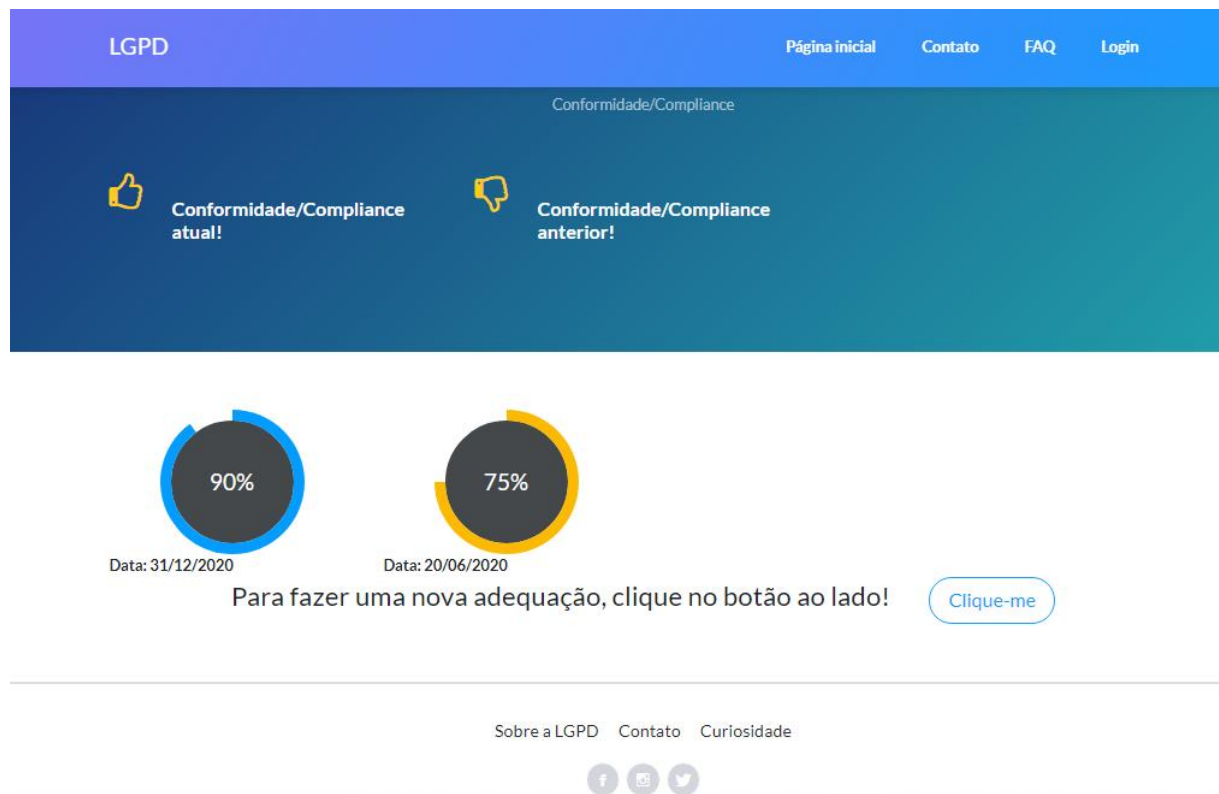 LGPD
Página inicial Contato FAQ Login
Conformidade/Compliance
Conformidade/Compliance
atual!
Conformidade/Compliance
anterior!
90%
75%
Data: 31/12/2020
Data: 20/06/2020
Para fazer uma nova adequação, clique no botão ao lado!
Clique-me
Sobre a LGPD Contato Curiosidade